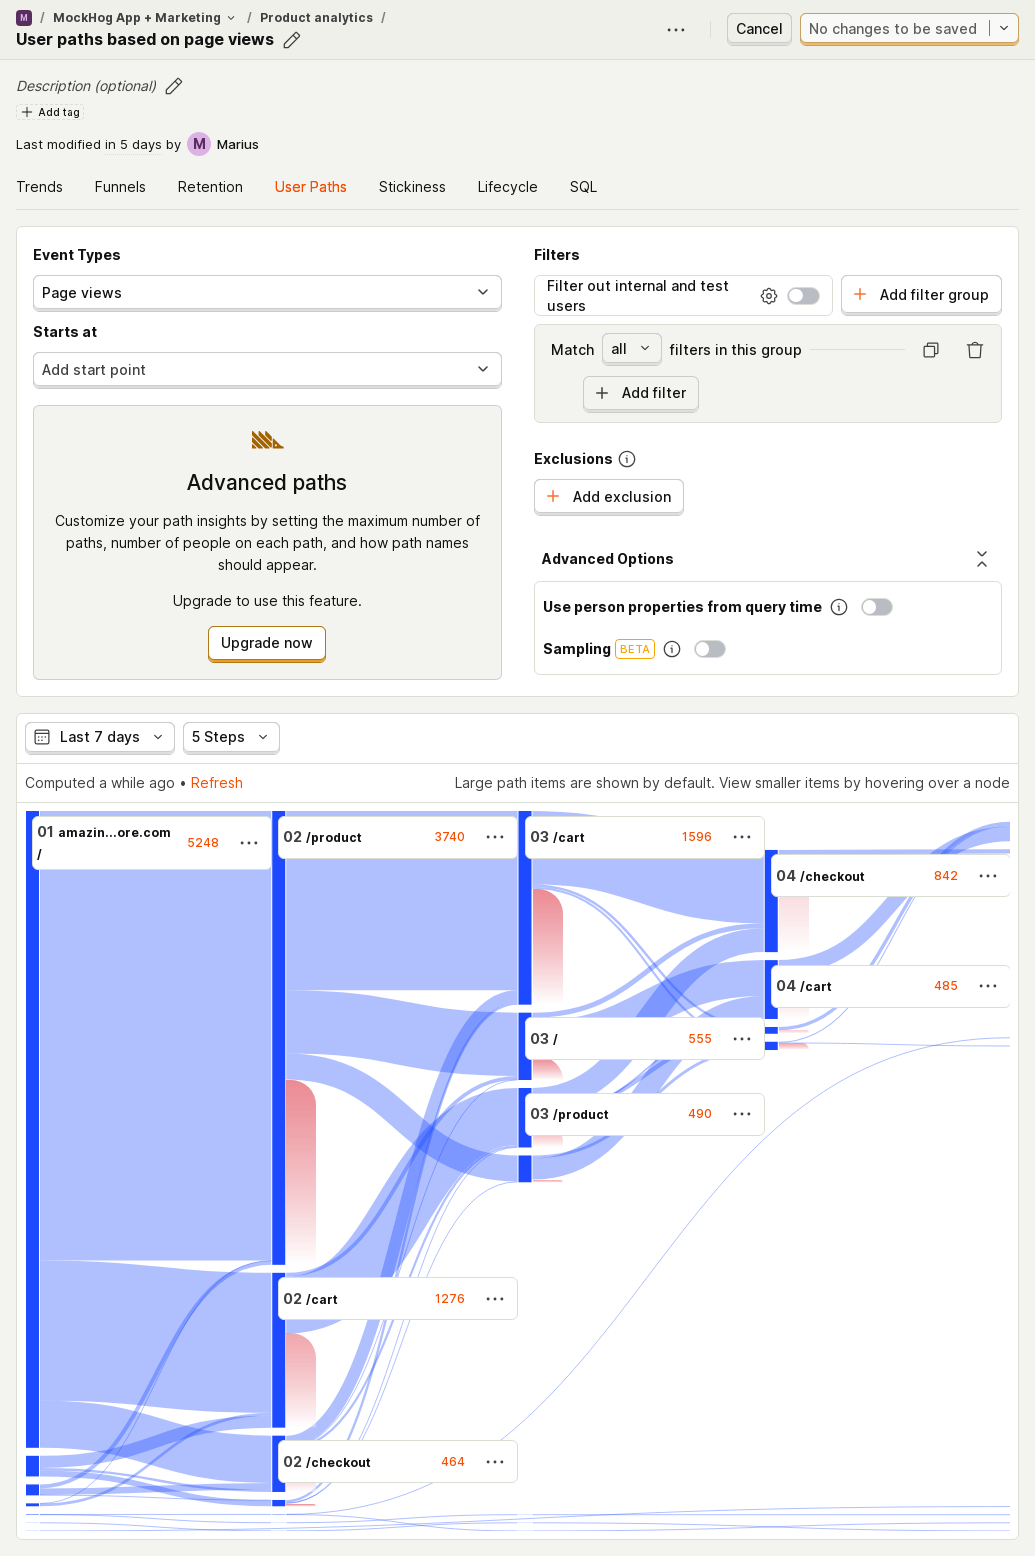 M / MockHog App + Marketing / Product analytics /
User paths based on page views
Cancel
No changes to be saved
Description (optional)
Add tag
Last modified in 5 days by M Marius
Trends Funnels Retention User Paths Stickiness Lifecycle SQL
Event Types
Page views
Starts at
Add start point
Advanced paths
Customize your path insights by setting the maximum number of
paths, number of people on each path, and how path names
should appear.
Upgrade to use this feature.
Upgrade now
Filters
Filter out internal and test
users
Add filter group
Match all filters in this group
Add filter
Exclusions
Add exclusion
Advanced Options
Use person properties from query time
Sampling BETA
Last 7 days
5 Steps
Computed a while ago • Refresh
Large path items are shown by default. View smaller items by hovering over a node
01 amazin...ore.com 5248
/
02 /product 3740
03 /cart 1596
04 /checkout 842
04 /cart 485
03 / 555
03 /product 490
02 /cart 1276
02 /checkout 464